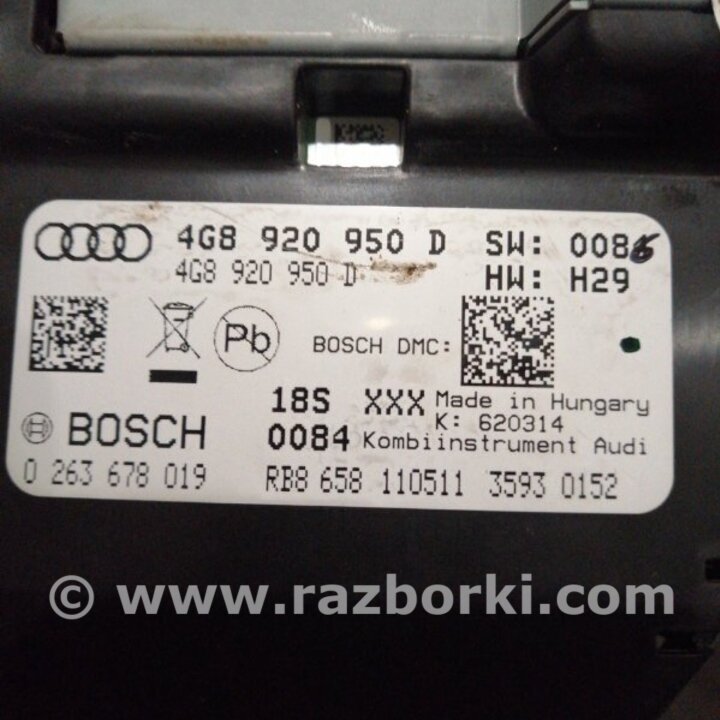 4G8 920 950 D SW: 0086
4G8 920 950 D HW: H29
Pb BOSCH DMC:
18S XXX Made in Hungary
K: 620314
BOSCH 0084 Kombiinstrument Audi
0 263 678 019 RB8 658 110511 3593 0152
© www.razborki.com